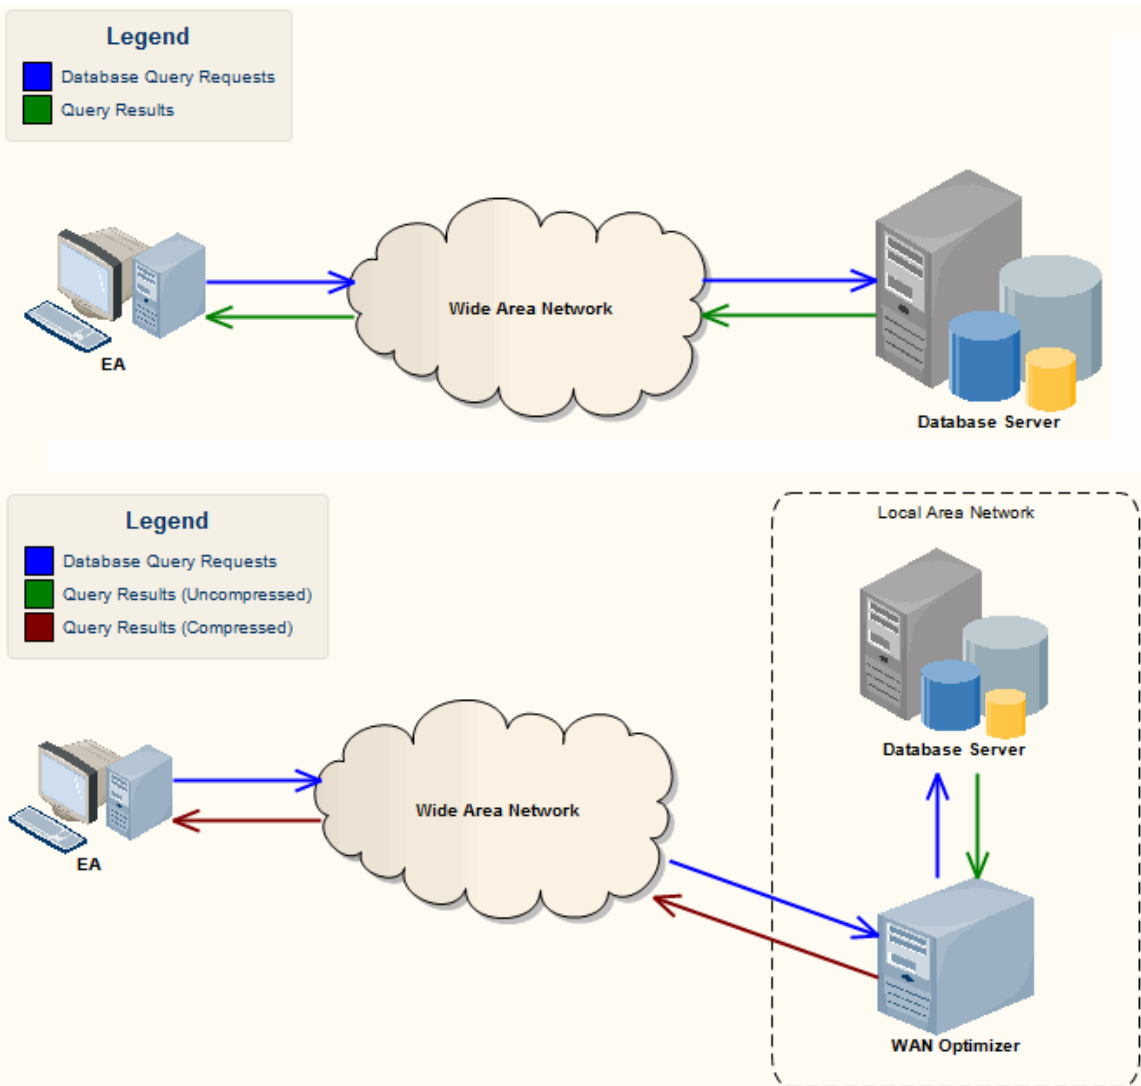 Legend
Database Query Requests
Query Results
Wide Area Network
EA
Database Server
Legend
Database Query Requests
Query Results (Uncompressed)
Query Results (Compressed)
Local Area Network
Database Server
Wide Area Network
EA
WAN Optimizer